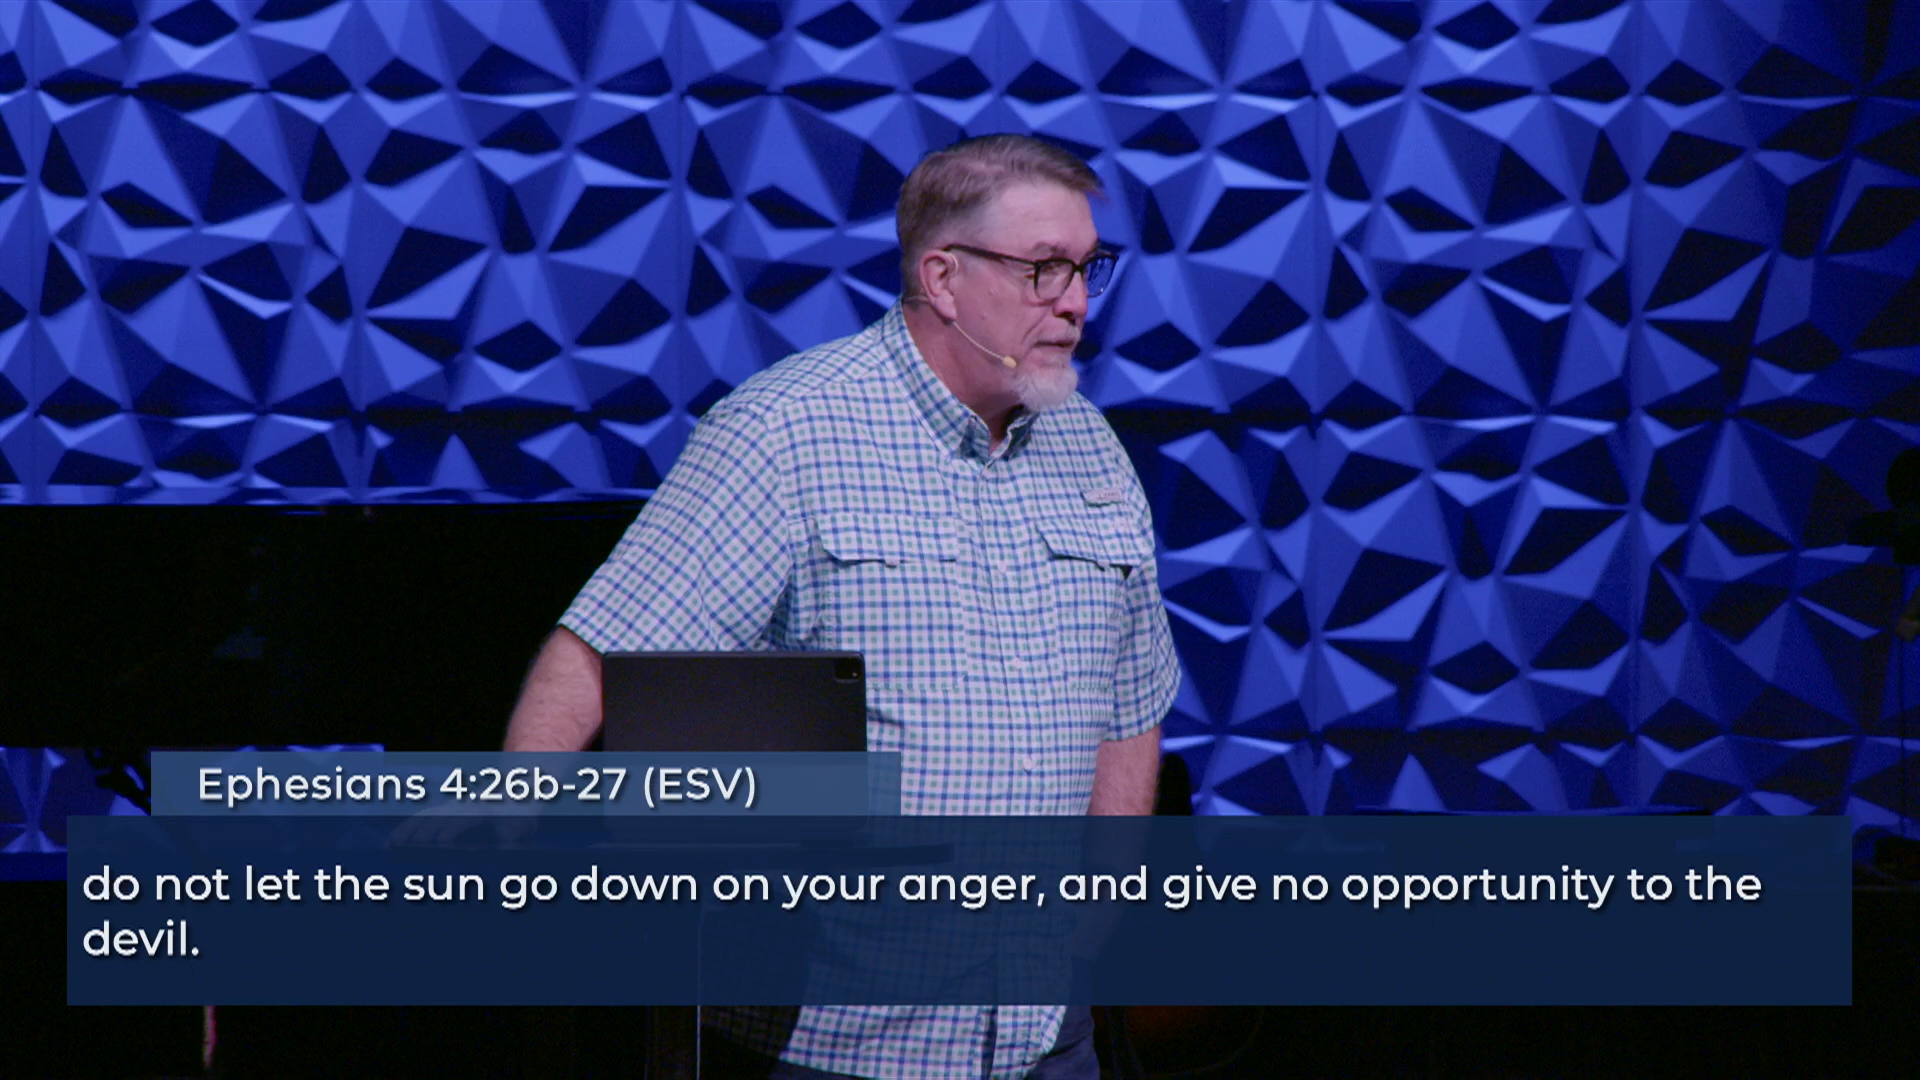 Ephesians 4:26b-27 (ESV)
do not let the sun go down on your anger, and give no opportunity to the
devil.